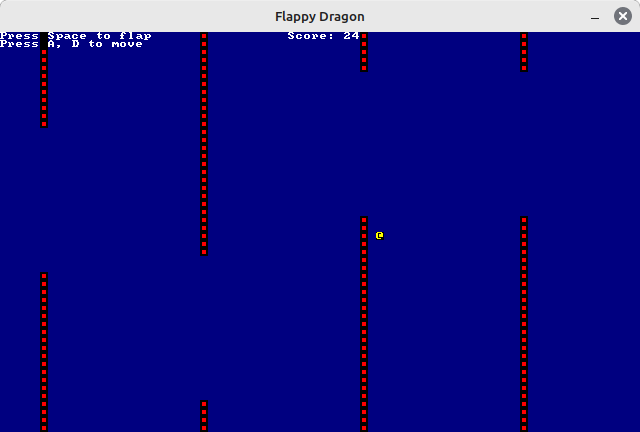 Flappy Dragon
Press Space to flap
Score: 24
Press A, D to move